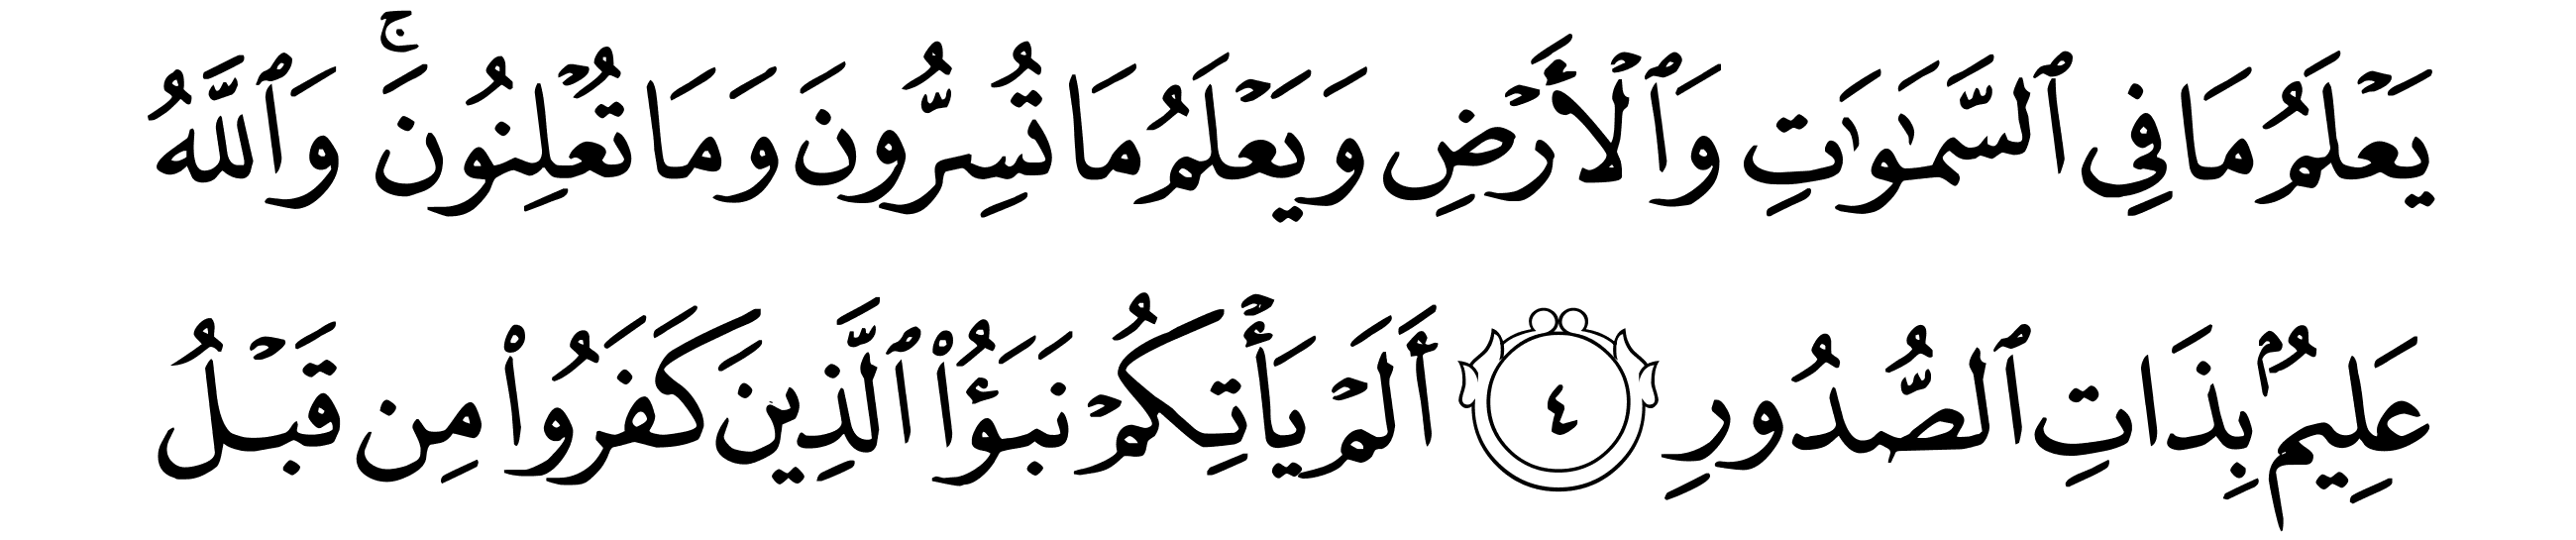 يَعْلَمُ مَا فِي ٱلسَّمَٰوَٰتِ وَٱلْأَرْضِ وَيَعْلَمُ مَا تُسِرُّونَ وَمَا تُعْلِنُونَۚ وَٱللَّهُ
عَلِيمُۢ بِذَاتِ ٱلصُّدُورِ ٤ أَلَمْ يَأْتِكُمْ نَبَؤُا۟ ٱلَّذِينَ كَفَرُوا۟ مِن قَبْلُ